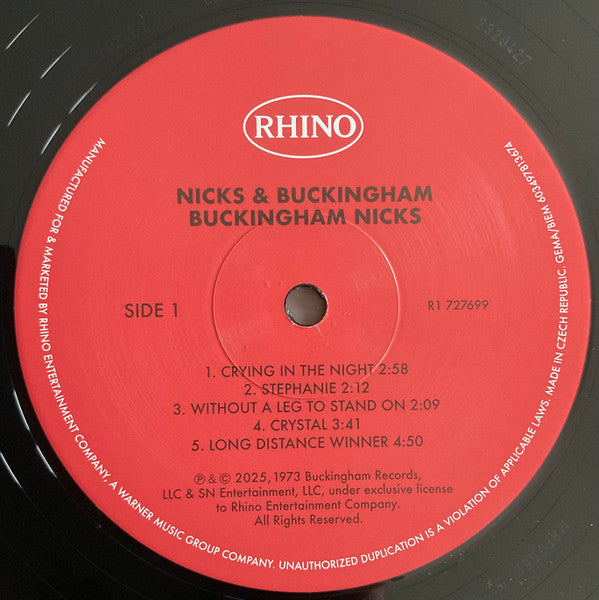 RHINO
NICKS & BUCKINGHAM
BUCKINGHAM NICKS
SIDE 1
R1 727699
1. CRYING IN THE NIGHT 2:58
2. STEPHANIE 2:12
3. WITHOUT A LEG TO STAND ON 2:09
4. CRYSTAL 3:41
5. LONG DISTANCE WINNER 4:50
℗ & © 2025, 1973 Buckingham Records,
LLC & SN Entertainment, LLC, under exclusive license
to Rhino Entertainment Company.
All Rights Reserved.
MANUFACTURED FOR & MARKETED BY RHINO ENTERTAINMENT COMPANY, A WARNER MUSIC GROUP COMPANY. UNAUTHORIZED DUPLICATION IS A VIOLATION OF APPLICABLE LAWS. MADE IN CZECH REPUBLIC. GEMA/BIEM 603497813674